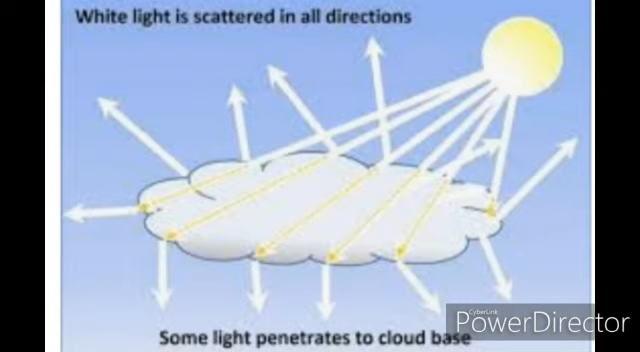 White light is scattered in all directions
Some light penetrates to cloud base
CyberLink
PowerDirector